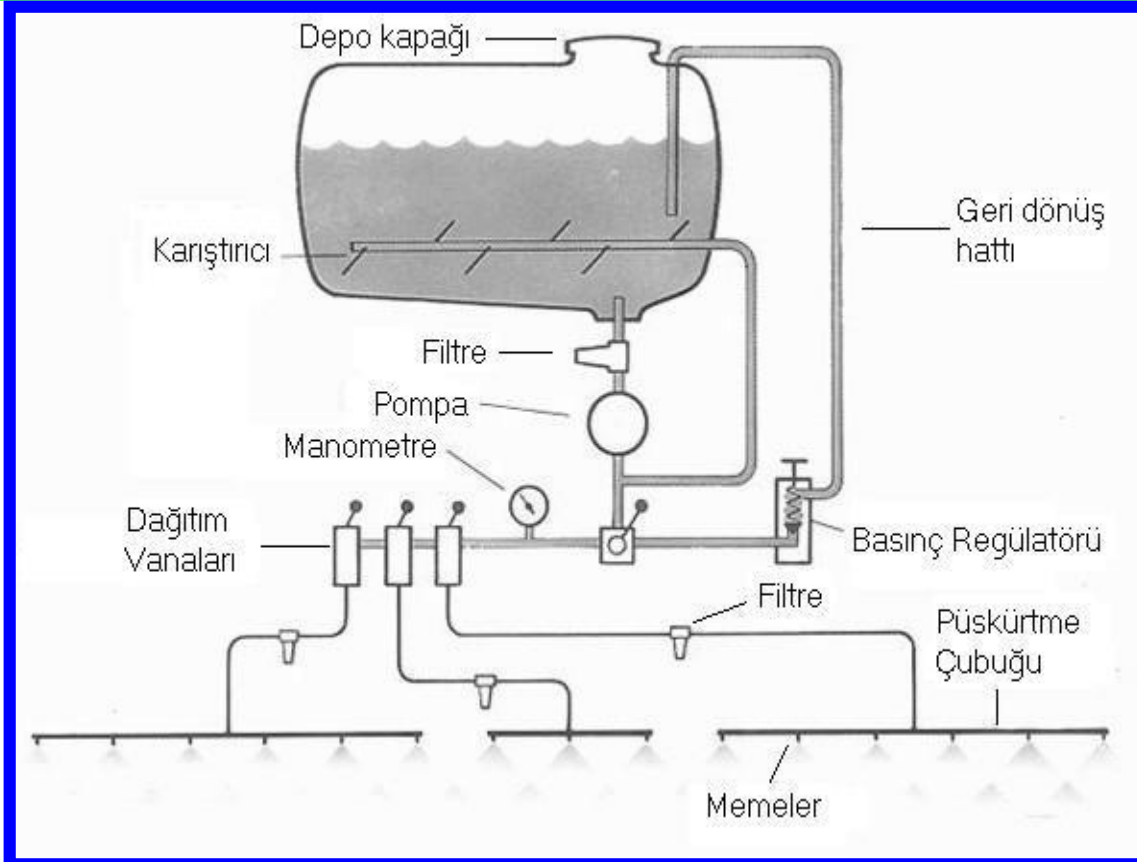 Depo kapağı
Geri dönüş
hattı
Karıştırıcı
Filtre
Pompa
Manometre
Dağıtım
Vanaları
Basınç Regülatörü
Filtre
Püskürtme
Çubuğu
Memeler